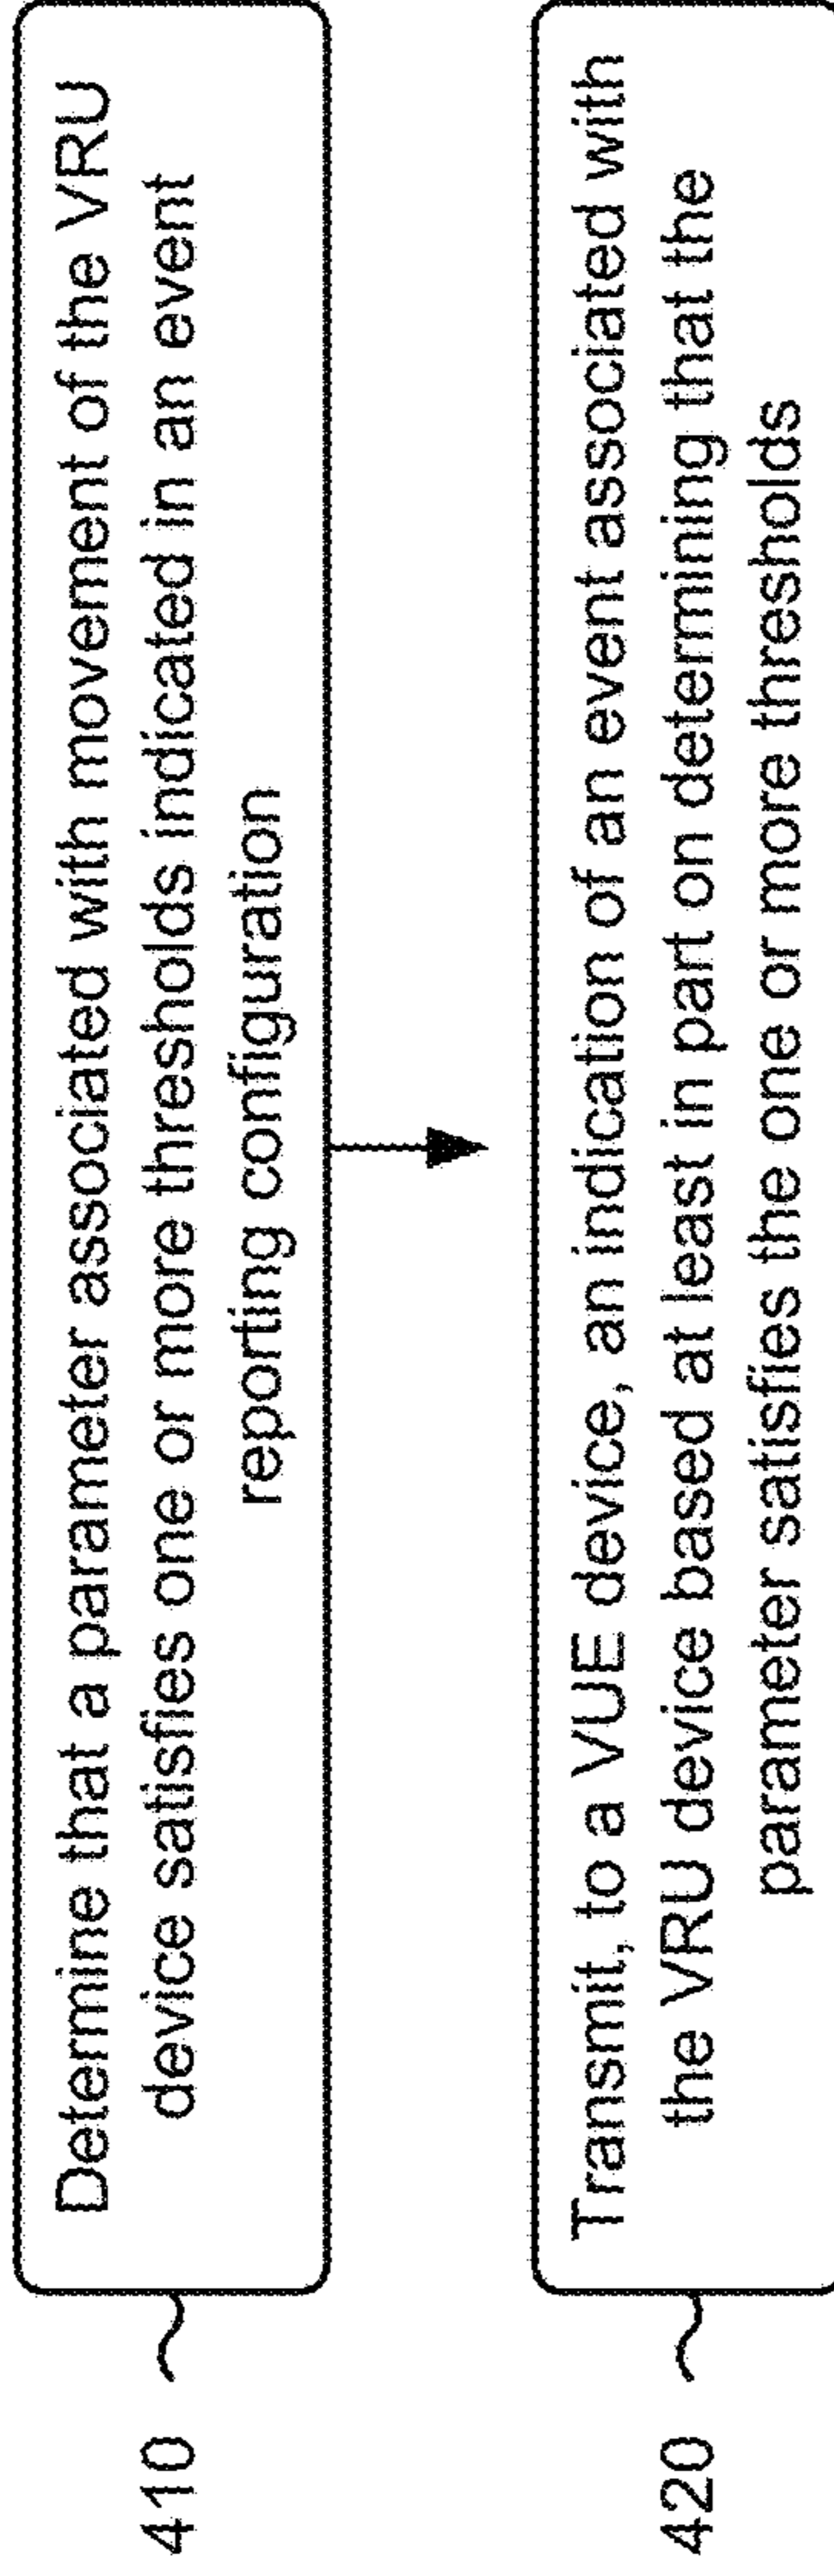 410
Determine that a parameter associated with movement of the VRU
device satisfies one or more thresholds indicated in an event
reporting configuration
420
Transmit, to a VUE device, an indication of an event associated with
the VRU device based at least in part on determining that the
parameter satisfies the one or more thresholds